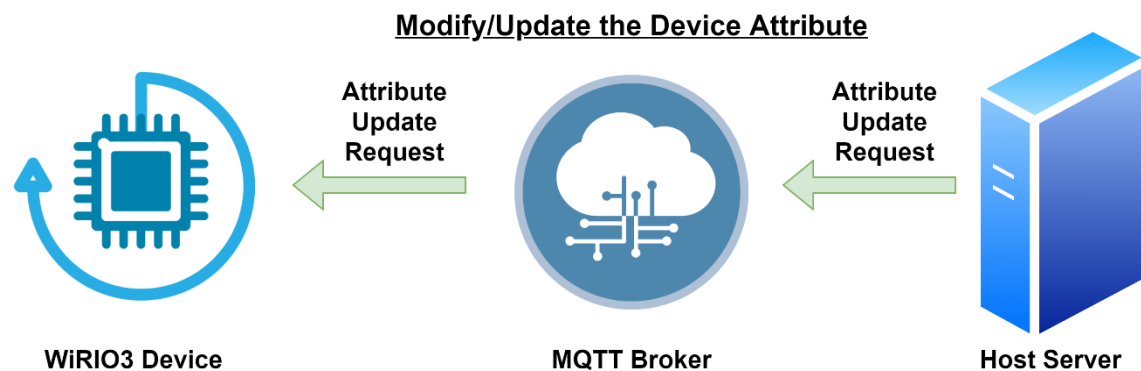 Modify/Update the Device Attribute
Attribute
Update
Request
Attribute
Update
Request
WiRIO3 Device
MQTT Broker
Host Server